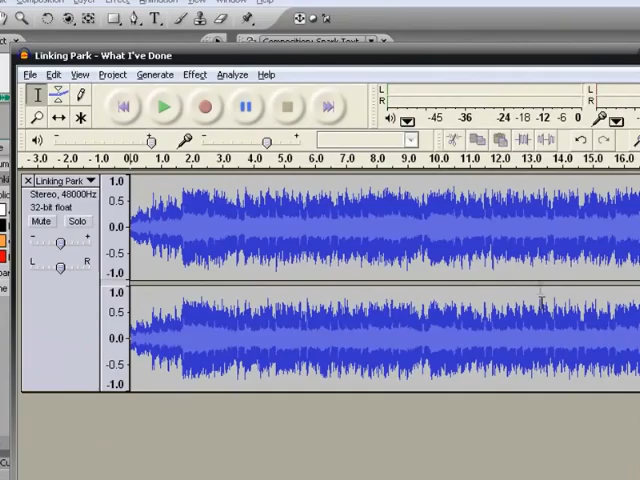 Composition: Spark Text
Linking Park - What I've Done
File Edit View Project Generate Effect Analyze Help
L
R
-45 -36 -24 -12 -6 -3 0
L
R
-3.0 -2.0 -1.0 0.0 1.0 2.0 3.0 4.0 5.0 6.0 7.0 8.0 9.0 10.0 11.0 12.0 13.0 14.0 15.0 16.0
Linking Park
Stereo, 48000Hz
32-bit float
Mute Solo
- +
L R
1.0
0.5
0.0
-0.5
-1.0
1.0
0.5
0.0
-0.5
-1.0